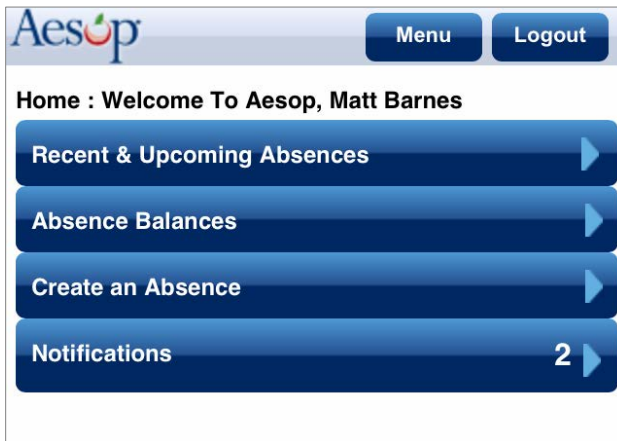 Aesop
Menu
Logout
Home : Welcome To Aesop, Matt Barnes
Recent & Upcoming Absences
Absence Balances
Create an Absence
Notifications 2